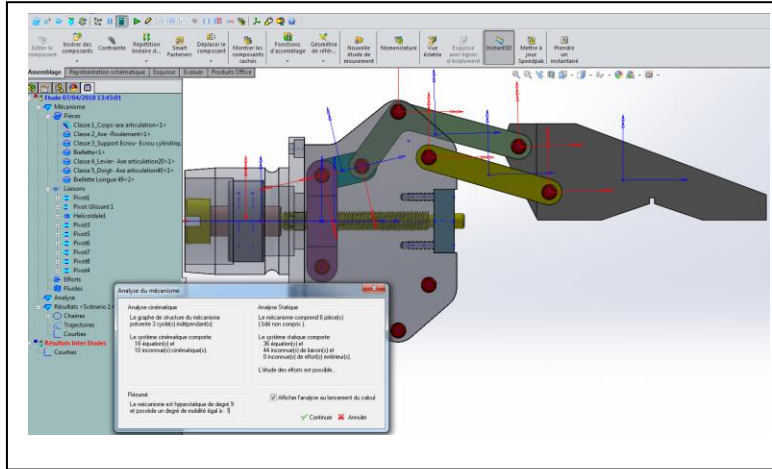 Editer le composant
Insérer des composants
Contrainte
Répétition linéaire d...
Smart Fasteners
Déplacer le composant
Montrer les composants cachés
Fonctions d'assemblage
Géométrie de référ...
Nouvelle étude de mouvement
Nomenclature
Vue éclatée
Esquisse avec lignes d'éclatement
Instant3D
Mettre à jour Speedpak
Prendre un instantané
Assemblage Représentation schématique Esquisse Evaluer Produits Office
Etude 07/04/2018 13:45:01
Mécanisme
Pièces
Classe 1_Corps-axe articulation<1>
Classe 2_Axe -Roulement<1>
Classe 3_Support Ecrou- Ecrou cylindriq.
Biellette<1>
Classe 4_Levier- Axe articulation20<1>
Classe 5_Doigt- Axe articulation40<1>
Biellette Longue 48<2>
Liaisons
Pivot1
Pivot Glissant 1
Helicoïdale1
Pivot3
Pivot5
Pivot6
Pivot7
Pivot8
Pivot4
Efforts
Fluides
Analyse
Résultats <Scénario 1>
Chaines
Trajectoires
Courbes
Résultats Inter Etudes
Courbes
Analyse du mécanisme
Analyse cinématique
Le graphe de structure du mécanisme
présente 3 cycle(s) indépendant(s)
Le système cinématique comporte
18 équation(s) et
10 inconnue(s) cinématique(s).
Analyse Statique
Le mécanisme comprend 6 pièce(s)
( bâti non compris ).
Le système statique comporte :
36 équation(s) et
44 inconnue(s) de liaison(s) et
0 inconnue(s) de effort(s) extérieur(s).
L'étude des efforts est possible..
Résumé
Le mécanisme est hyperstatique de degré 9
et possède un degré de mobilité égal à : 1
Afficher l'analyse au lancement du calcul
Continuer Annuler